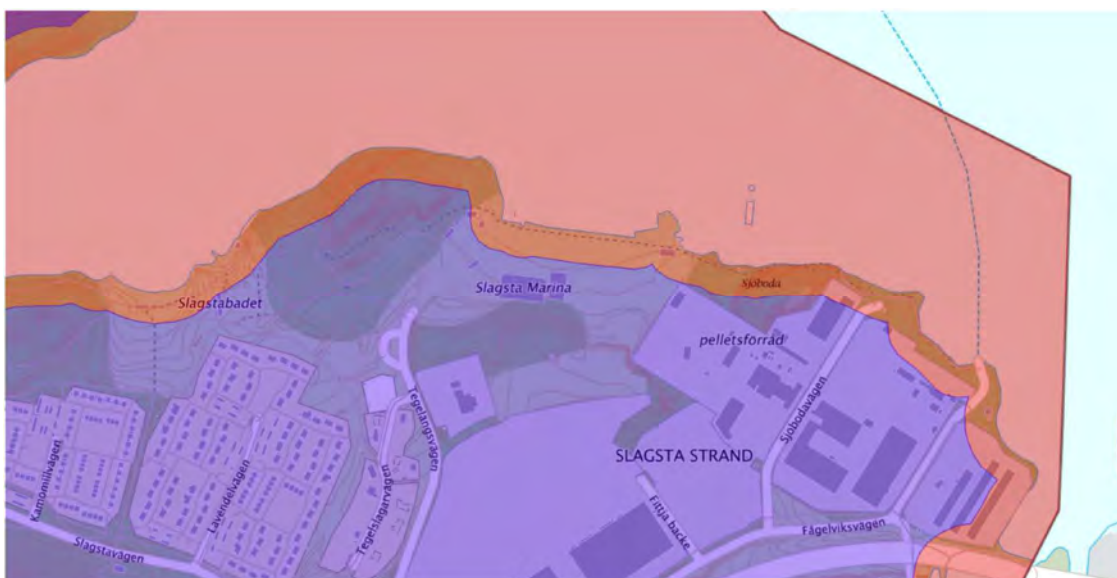 Slagstabadet
Slagsta Marina
Sjöboda
pelletsförråd
Sjöbodavägen
Tegelängsvägen
SLAGSTA STRAND
Kamomillvägen
Lavendelvägen
Tegelslagarvägen
Fittja backe
Fågelviksvägen
Slagstavägen